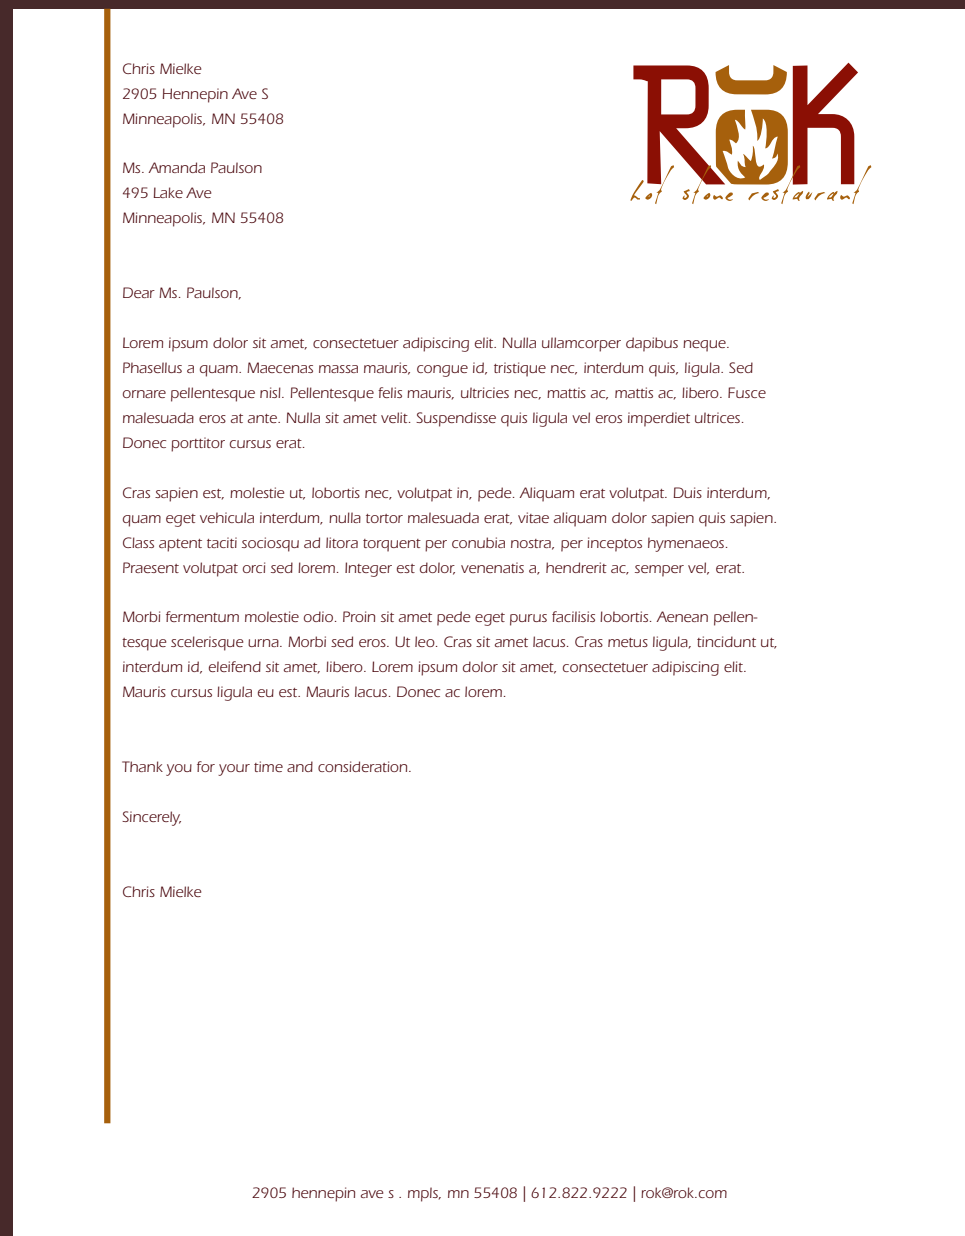 Chris Mielke
2905 Hennepin Ave S
Minneapolis, MN 55408
RōK
hot stone restaurant
Ms. Amanda Paulson
495 Lake Ave
Minneapolis, MN 55408
Dear Ms. Paulson,
Lorem ipsum dolor sit amet, consectetuer adipiscing elit. Nulla ullamcorper dapibus neque.
Phasellus a quam. Maecenas massa mauris, congue id, tristique nec, interdum quis, ligula. Sed
ornare pellentesque nisl. Pellentesque felis mauris, ultricies nec, mattis ac, mattis ac, libero. Fusce
malesuada eros at ante. Nulla sit amet velit. Suspendisse quis ligula vel eros imperdiet ultrices.
Donec porttitor cursus erat.
Cras sapien est, molestie ut, lobortis nec, volutpat in, pede. Aliquam erat volutpat. Duis interdum,
quam eget vehicula interdum, nulla tortor malesuada erat, vitae aliquam dolor sapien quis sapien.
Class aptent taciti sociosqu ad litora torquent per conubia nostra, per inceptos hymenaeos.
Praesent volutpat orci sed lorem. Integer est dolor, venenatis a, hendrerit ac, semper vel, erat.
Morbi fermentum molestie odio. Proin sit amet pede eget purus facilisis lobortis. Aenean pellen-
tesque scelerisque urna. Morbi sed eros. Ut leo. Cras sit amet lacus. Cras metus ligula, tincidunt ut,
interdum id, eleifend sit amet, libero. Lorem ipsum dolor sit amet, consectetuer adipiscing elit.
Mauris cursus ligula eu est. Mauris lacus. Donec ac lorem.
Thank you for your time and consideration.
Sincerely,
Chris Mielke
2905 hennepin ave s . mpls, mn 55408 | 612.822.9222 | rok@rok.com